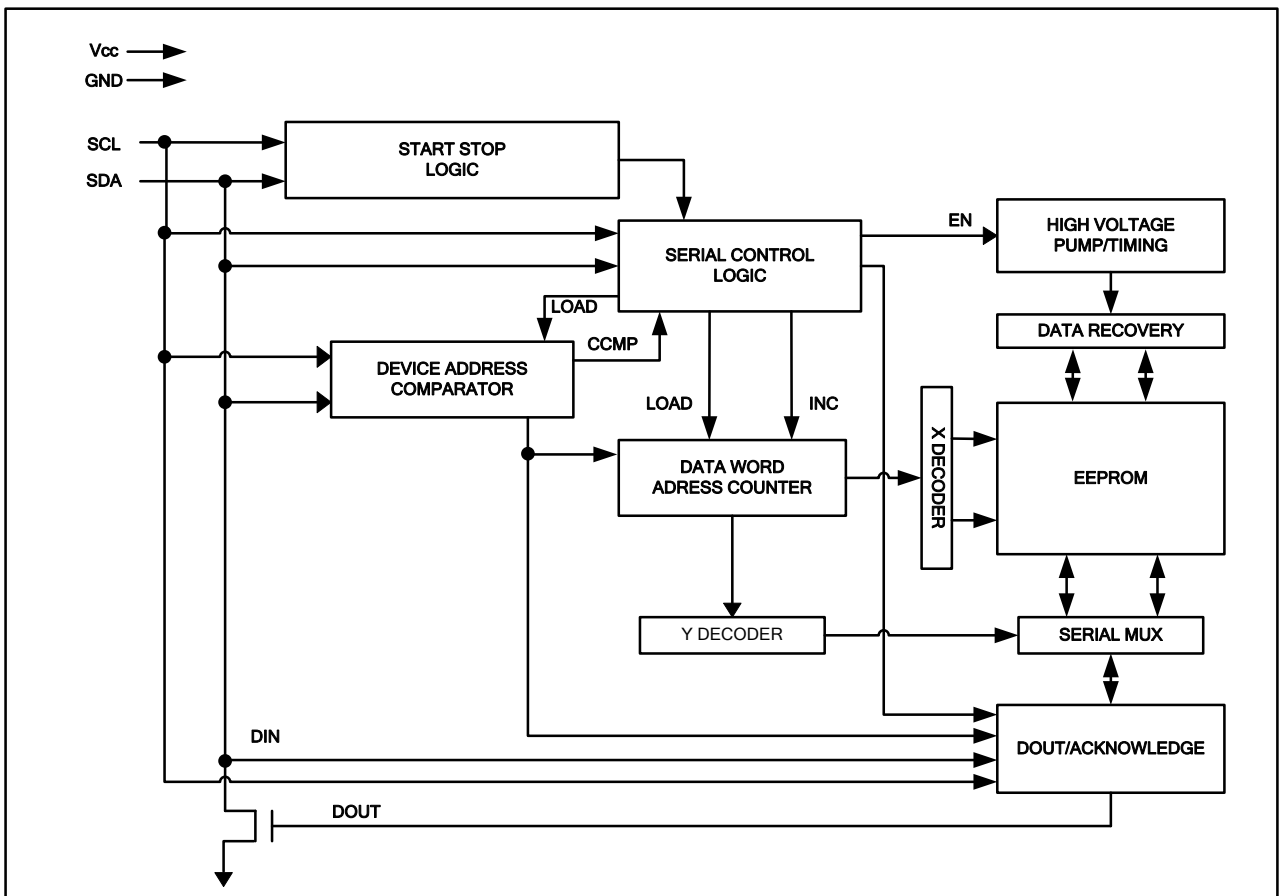 Vcc
GND
SCL
SDA
START STOP
LOGIC
SERIAL CONTROL
LOGIC
EN
HIGH VOLTAGE
PUMP/TIMING
LOAD
CCMP
DATA RECOVERY
DEVICE ADDRESS
COMPARATOR
LOAD
INC
X DECODER
DATA WORD
ADRESS COUNTER
EEPROM
Y DECODER
SERIAL MUX
DIN
DOUT/ACKNOWLEDGE
DOUT